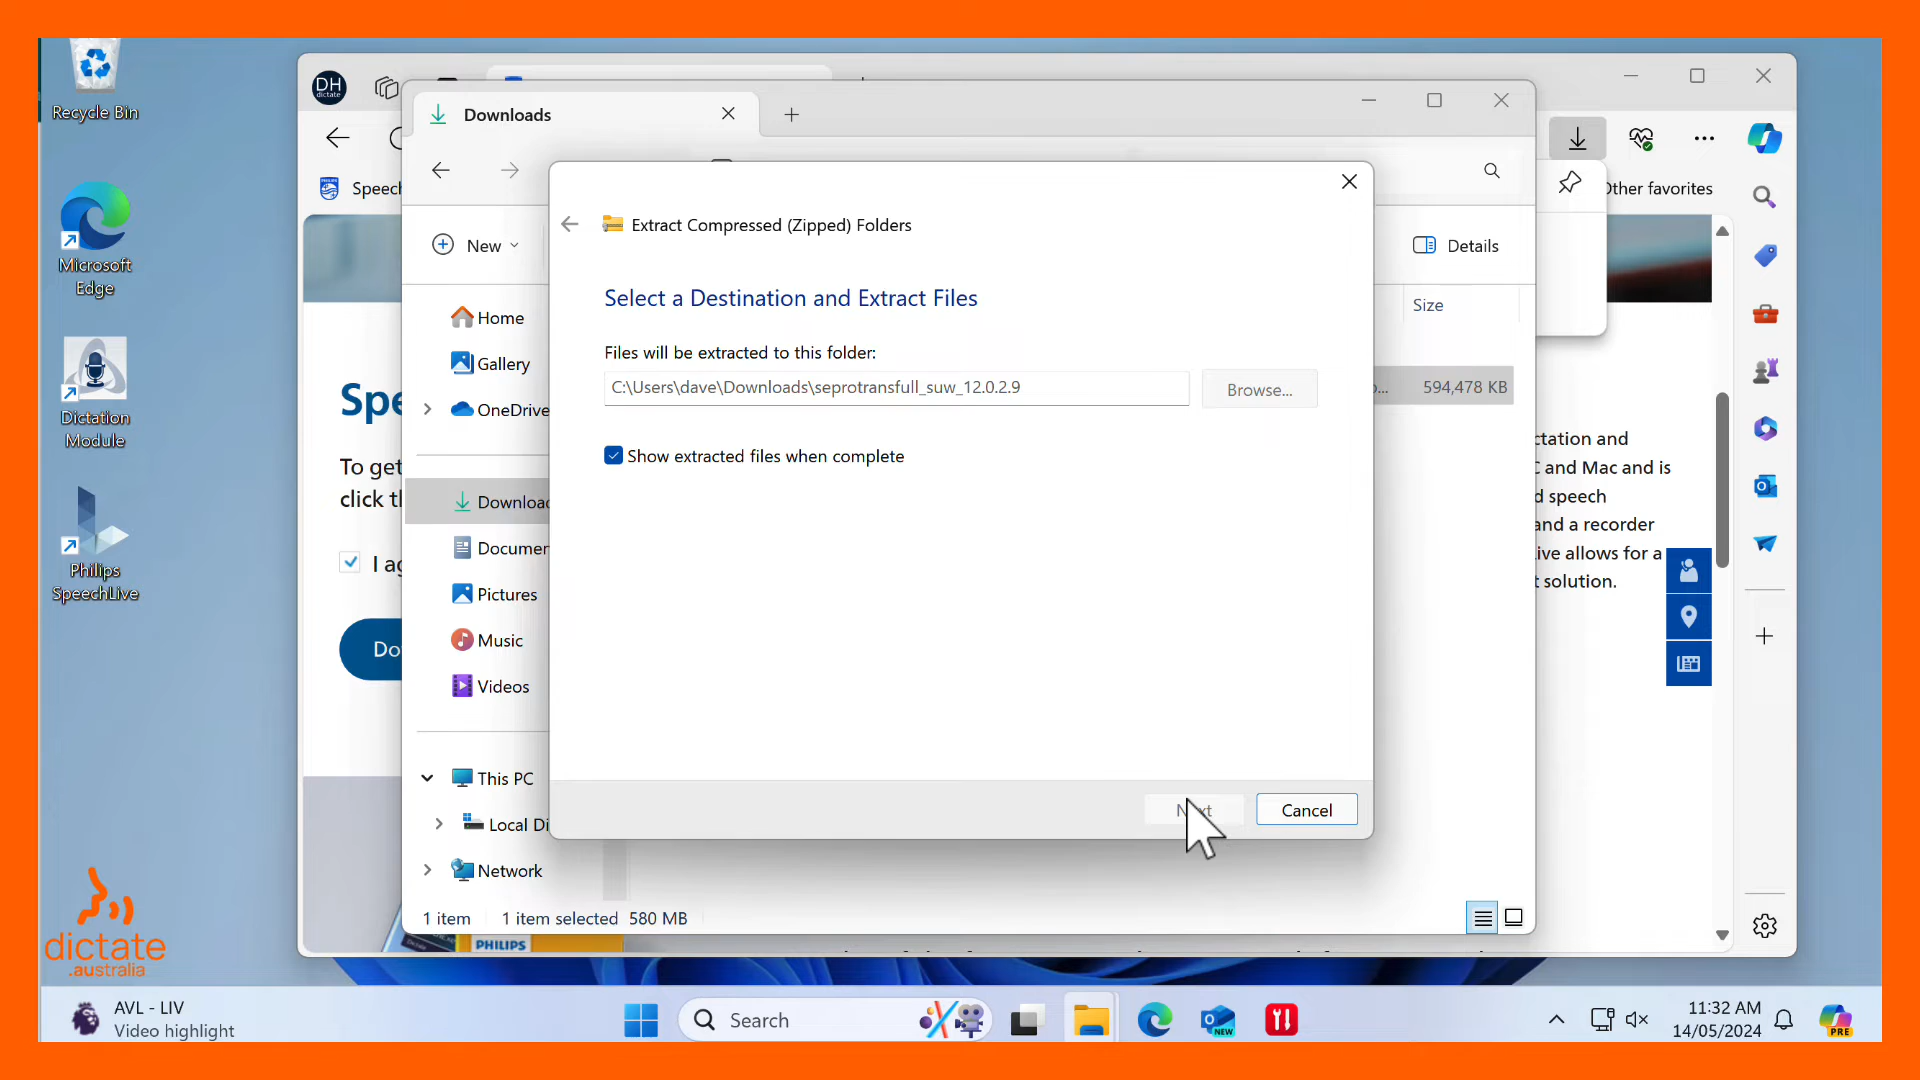 Recycle Bin
Microsoft
Edge
Dictation
Module
Philips
SpeechLive
dictate
.australia
DH
dictate
Speech
Other favorites
Downloads
New
Details
Size
Home
Gallery
OneDrive
Downloads
Documen
Pictures
Music
Videos
This PC
Local Di
Network
594,478 KB
1 item
1 item selected 580 MB
Extract Compressed (Zipped) Folders
Select a Destination and Extract Files
Files will be extracted to this folder:
C:\Users\dave\Downloads\seprotransfull_suw_12.0.2.9
Browse...
Show extracted files when complete
Next
Cancel
Spe
To get
click th
I ag
Do
ctation and
C and Mac and is
d speech
and a recorder
ive allows for a
t solution.
PHILIPS
AVL - LIV
Video highlight
Search
NEW
11:32 AM
14/05/2024
PRE